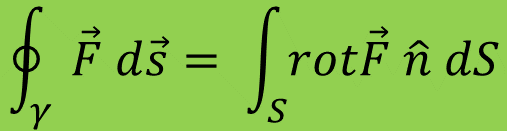 ∮_γ F⃗ ds⃗ = ∫_S rotF⃗ n̂ dS